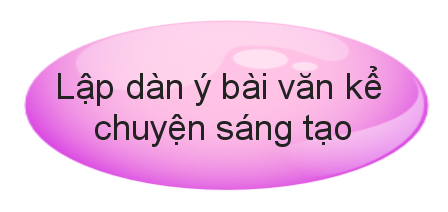 Lập dàn ý bài văn kể
chuyện sáng tạo